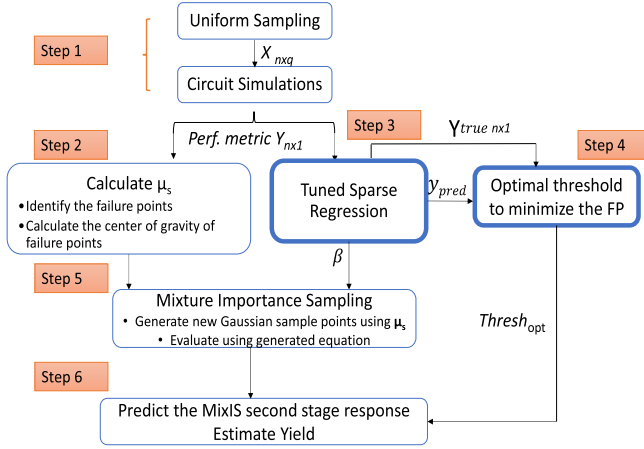 Uniform Sampling
Step 1
X nxq
Circuit Simulations
Step 3
Y true nx1
Perf. metric Y nx1
Step 2
Step 4
Calculate μs
•Identify the failure points
•Calculate the center of gravity of
failure points
Tuned Sparse
Regression
y pred
Optimal threshold
to minimize the FP
Step 5
β
Mixture Importance Sampling
• Generate new Gaussian sample points using μs
• Evaluate using generated equation
Thresh opt
Step 6
Predict the MixIS second stage response
Estimate Yield